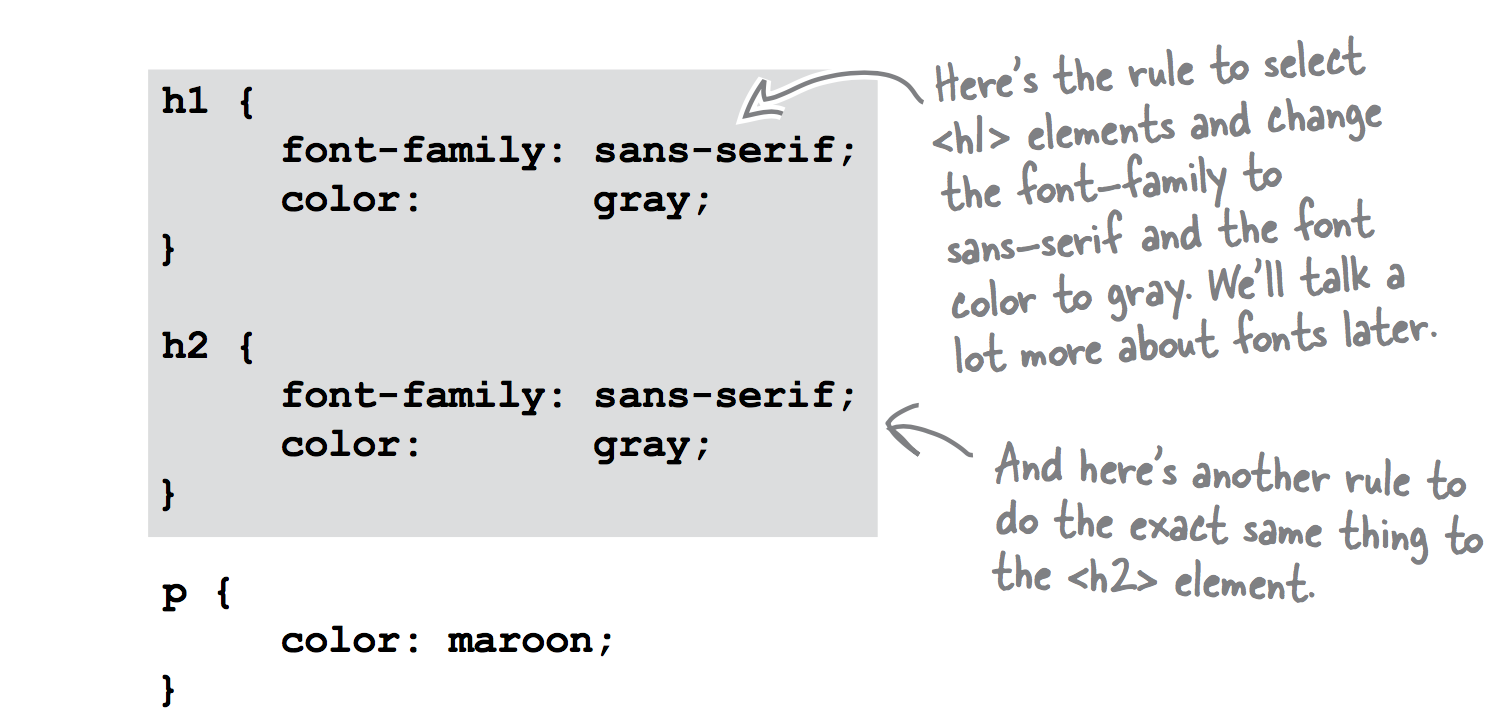 h1 {
font-family: sans-serif;
color: gray;
}
h2 {
font-family: sans-serif;
color: gray;
}
p {
color: maroon;
}
Here's the rule to select
<h1> elements and change
the font-family to
sans-serif and the font
color to gray. We'll talk a
lot more about fonts later.
And here's another rule to
do the exact same thing to
the <h2> element.